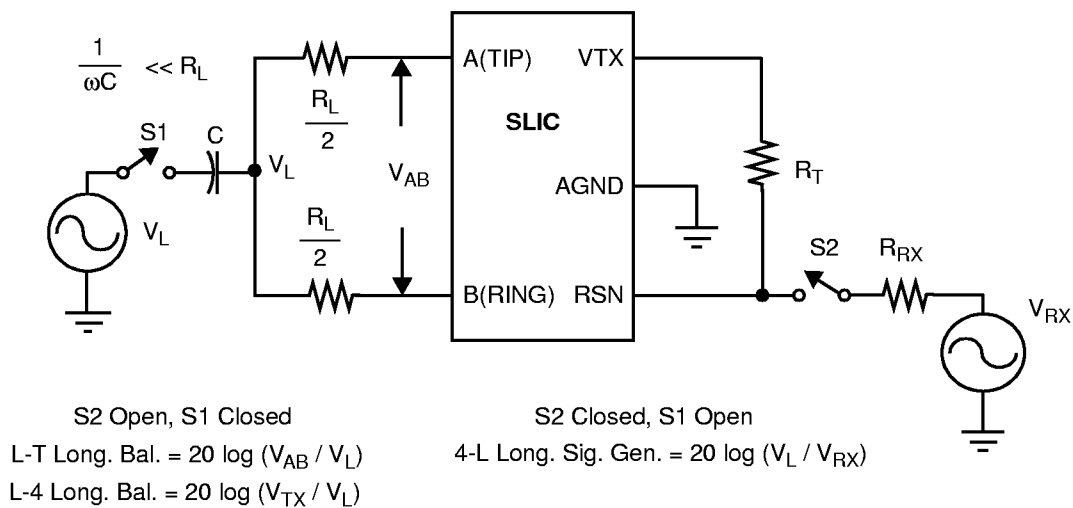 1
ωC
<< R_L
S1
C
V_L
V_L
R_L
2
R_L
2
V_AB
A(TIP)
VTX
SLIC
AGND
B(RING)
RSN
R_T
S2
R_RX
V_RX
S2 Open, S1 Closed
L-T Long. Bal. = 20 log (V_AB / V_L)
L-4 Long. Bal. = 20 log (V_TX / V_L)
S2 Closed, S1 Open
4-L Long. Sig. Gen. = 20 log (V_L / V_RX)